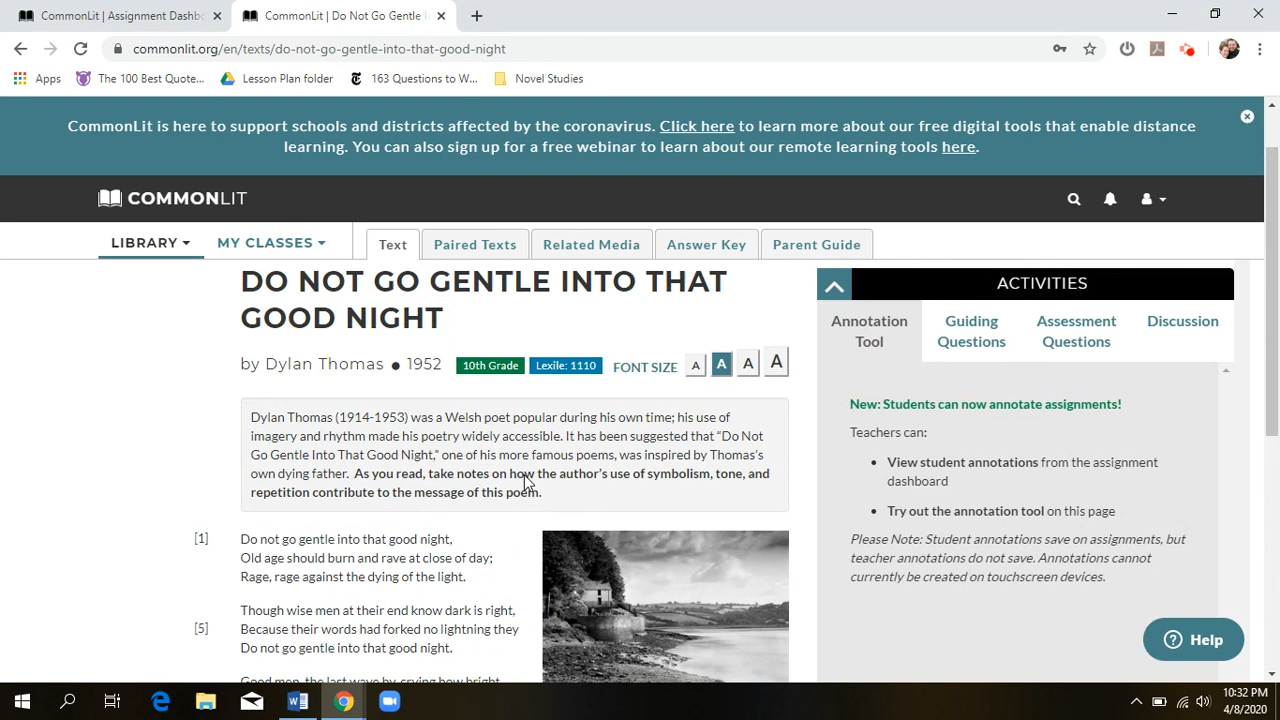 CommonLit | Assignment Dashb
CommonLit | Do Not Go Gentle I
commonlit.org/en/texts/do-not-go-gentle-into-that-good-night
Apps The 100 Best Quote... Lesson Plan folder 163 Questions to W... Novel Studies
CommonLit is here to support schools and districts affected by the coronavirus. Click here to learn more about our free digital tools that enable distance
learning. You can also sign up for a free webinar to learn about our remote learning tools here.
COMMONLIT
LIBRARY MY CLASSES Text Paired Texts Related Media Answer Key Parent Guide
DO NOT GO GENTLE INTO THAT
GOOD NIGHT
by Dylan Thomas ● 1952 10th Grade Lexile: 1110 FONT SIZE A A A A
Dylan Thomas (1914-1953) was a Welsh poet popular during his own time; his use of
imagery and rhythm made his poetry widely accessible. It has been suggested that “Do Not
Go Gentle Into That Good Night,” one of his more famous poems, was inspired by Thomas’s
own dying father. As you read, take notes on how the author’s use of symbolism, tone, and
repetition contribute to the message of this poem.
[1] Do not go gentle into that good night,
Old age should burn and rave at close of day;
Rage, rage against the dying of the light.
Though wise men at their end know dark is right,
[5] Because their words had forked no lightning they
Do not go gentle into that good night.
Good men, the last wave by, crying how bright
ACTIVITIES
Annotation Tool
Guiding Questions
Assessment Questions
Discussion
New: Students can now annotate assignments!
Teachers can:
• View student annotations from the assignment
dashboard
• Try out the annotation tool on this page
Please Note: Student annotations save on assignments, but
teacher annotations do not save. Annotations cannot
currently be created on touchscreen devices.
Help
10:32 PM
4/8/2020